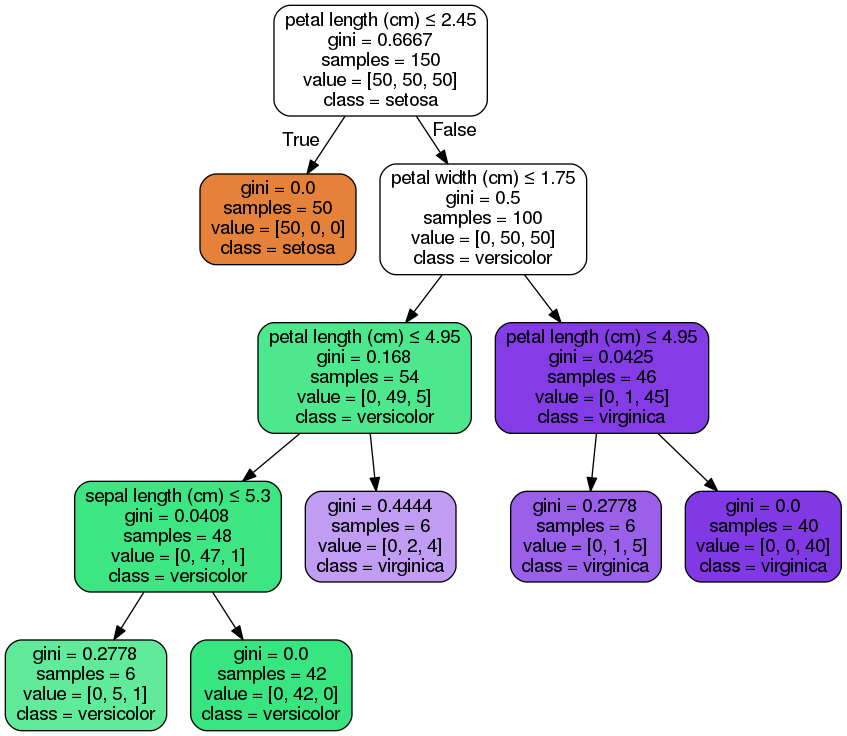 petal length (cm) ≤ 2.45
gini = 0.6667
samples = 150
value = [50, 50, 50]
class = setosa
True
False
gini = 0.0
samples = 50
value = [50, 0, 0]
class = setosa
petal width (cm) ≤ 1.75
gini = 0.5
samples = 100
value = [0, 50, 50]
class = versicolor
petal length (cm) ≤ 4.95
gini = 0.168
samples = 54
value = [0, 49, 5]
class = versicolor
petal length (cm) ≤ 4.95
gini = 0.0425
samples = 46
value = [0, 1, 45]
class = virginica
sepal length (cm) ≤ 5.3
gini = 0.0408
samples = 48
value = [0, 47, 1]
class = versicolor
gini = 0.4444
samples = 6
value = [0, 2, 4]
class = virginica
gini = 0.2778
samples = 6
value = [0, 1, 5]
class = virginica
gini = 0.0
samples = 40
value = [0, 0, 40]
class = virginica
gini = 0.2778
samples = 6
value = [0, 5, 1]
class = versicolor
gini = 0.0
samples = 42
value = [0, 42, 0]
class = versicolor